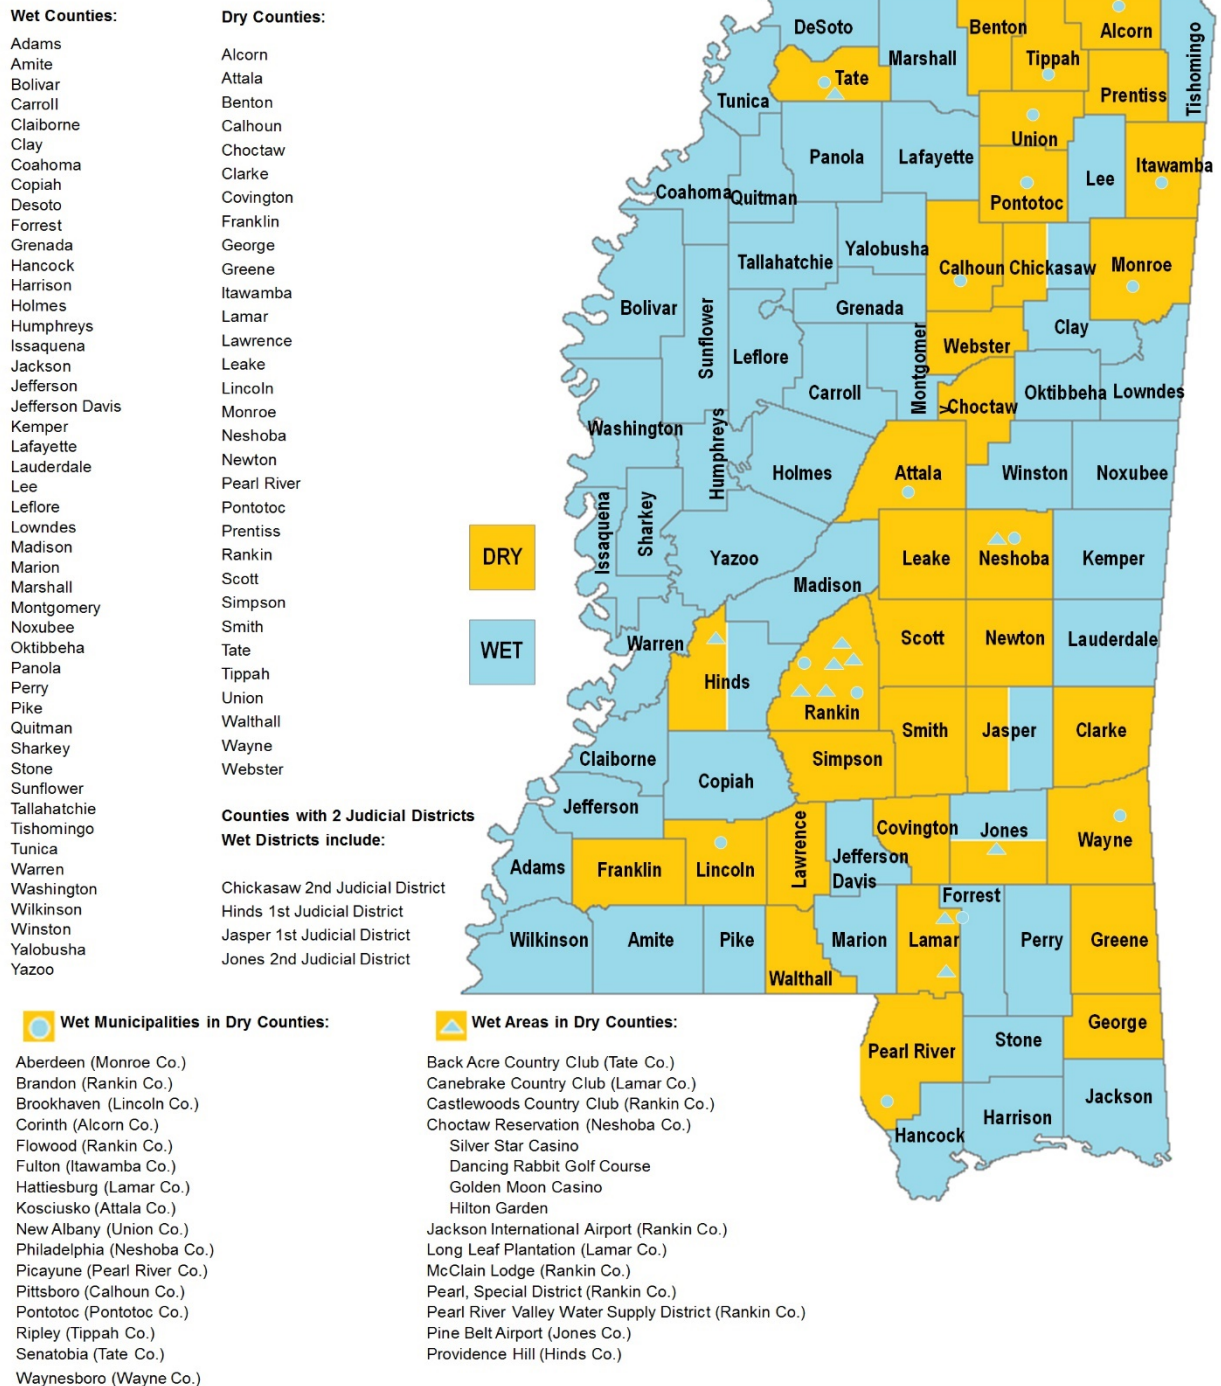 Wet Counties:
Adams
Amite
Bolivar
Carroll
Claiborne
Clay
Coahoma
Copiah
Desoto
Forrest
Grenada
Hancock
Harrison
Holmes
Humphreys
Issaquena
Jackson
Jefferson
Jefferson Davis
Kemper
Lafayette
Lauderdale
Lee
Leflore
Lowndes
Madison
Marion
Marshall
Montgomery
Noxubee
Oktibbeha
Panola
Perry
Pike
Quitman
Sharkey
Stone
Sunflower
Tallahatchie
Tishomingo
Tunica
Warren
Washington
Wilkinson
Winston
Yalobusha
Yazoo
Dry Counties:
Alcorn
Attala
Benton
Calhoun
Choctaw
Clarke
Covington
Franklin
George
Greene
Itawamba
Lamar
Lawrence
Leake
Lincoln
Monroe
Neshoba
Newton
Pearl River
Pontotoc
Prentiss
Rankin
Scott
Simpson
Smith
Tate
Tippah
Union
Walthall
Wayne
Webster
Counties with 2 Judicial Districts
Wet Districts include:
Chickasaw 2nd Judicial District
Hinds 1st Judicial District
Jasper 1st Judicial District
Jones 2nd Judicial District
DRY
WET
DeSoto
Marshall
Benton
Tippah
Alcorn
Tishomingo
Tate
Prentiss
Tunica
Union
Panola
Lafayette
Itawamba
Lee
Coahoma
Quitman
Pontotoc
Yalobusha
Tallahatchie
Calhoun
Chickasaw
Monroe
Bolivar
Grenada
Clay
Sunflower
Leflore
Webster
Montgomery
Carroll
Choctaw
Oktibbeha
Lowndes
Washington
Humphreys
Holmes
Attala
Winston
Noxubee
Issaquena
Sharkey
Yazoo
Leake
Neshoba
Kemper
Madison
Warren
Scott
Newton
Lauderdale
Hinds
Rankin
Smith
Jasper
Clarke
Claiborne
Simpson
Copiah
Jefferson
Lawrence
Covington
Jones
Wayne
Adams
Franklin
Lincoln
Jefferson
Davis
Forrest
Wilkinson
Amite
Pike
Marion
Lamar
Perry
Greene
Walthall
George
Pearl River
Stone
Jackson
Harrison
Hancock
Wet Municipalities in Dry Counties:
Aberdeen (Monroe Co.)
Brandon (Rankin Co.)
Brookhaven (Lincoln Co.)
Corinth (Alcorn Co.)
Flowood (Rankin Co.)
Fulton (Itawamba Co.)
Hattiesburg (Lamar Co.)
Kosciusko (Attala Co.)
New Albany (Union Co.)
Philadelphia (Neshoba Co.)
Picayune (Pearl River Co.)
Pittsboro (Calhoun Co.)
Pontotoc (Pontotoc Co.)
Ripley (Tippah Co.)
Senatobia (Tate Co.)
Waynesboro (Wayne Co.)
Wet Areas in Dry Counties:
Back Acre Country Club (Tate Co.)
Canebrake Country Club (Lamar Co.)
Castlewoods Country Club (Rankin Co.)
Choctaw Reservation (Neshoba Co.)
Silver Star Casino
Dancing Rabbit Golf Course
Golden Moon Casino
Hilton Garden
Jackson International Airport (Rankin Co.)
Long Leaf Plantation (Lamar Co.)
McClain Lodge (Rankin Co.)
Pearl, Special District (Rankin Co.)
Pearl River Valley Water Supply District (Rankin Co.)
Pine Belt Airport (Jones Co.)
Providence Hill (Hinds Co.)